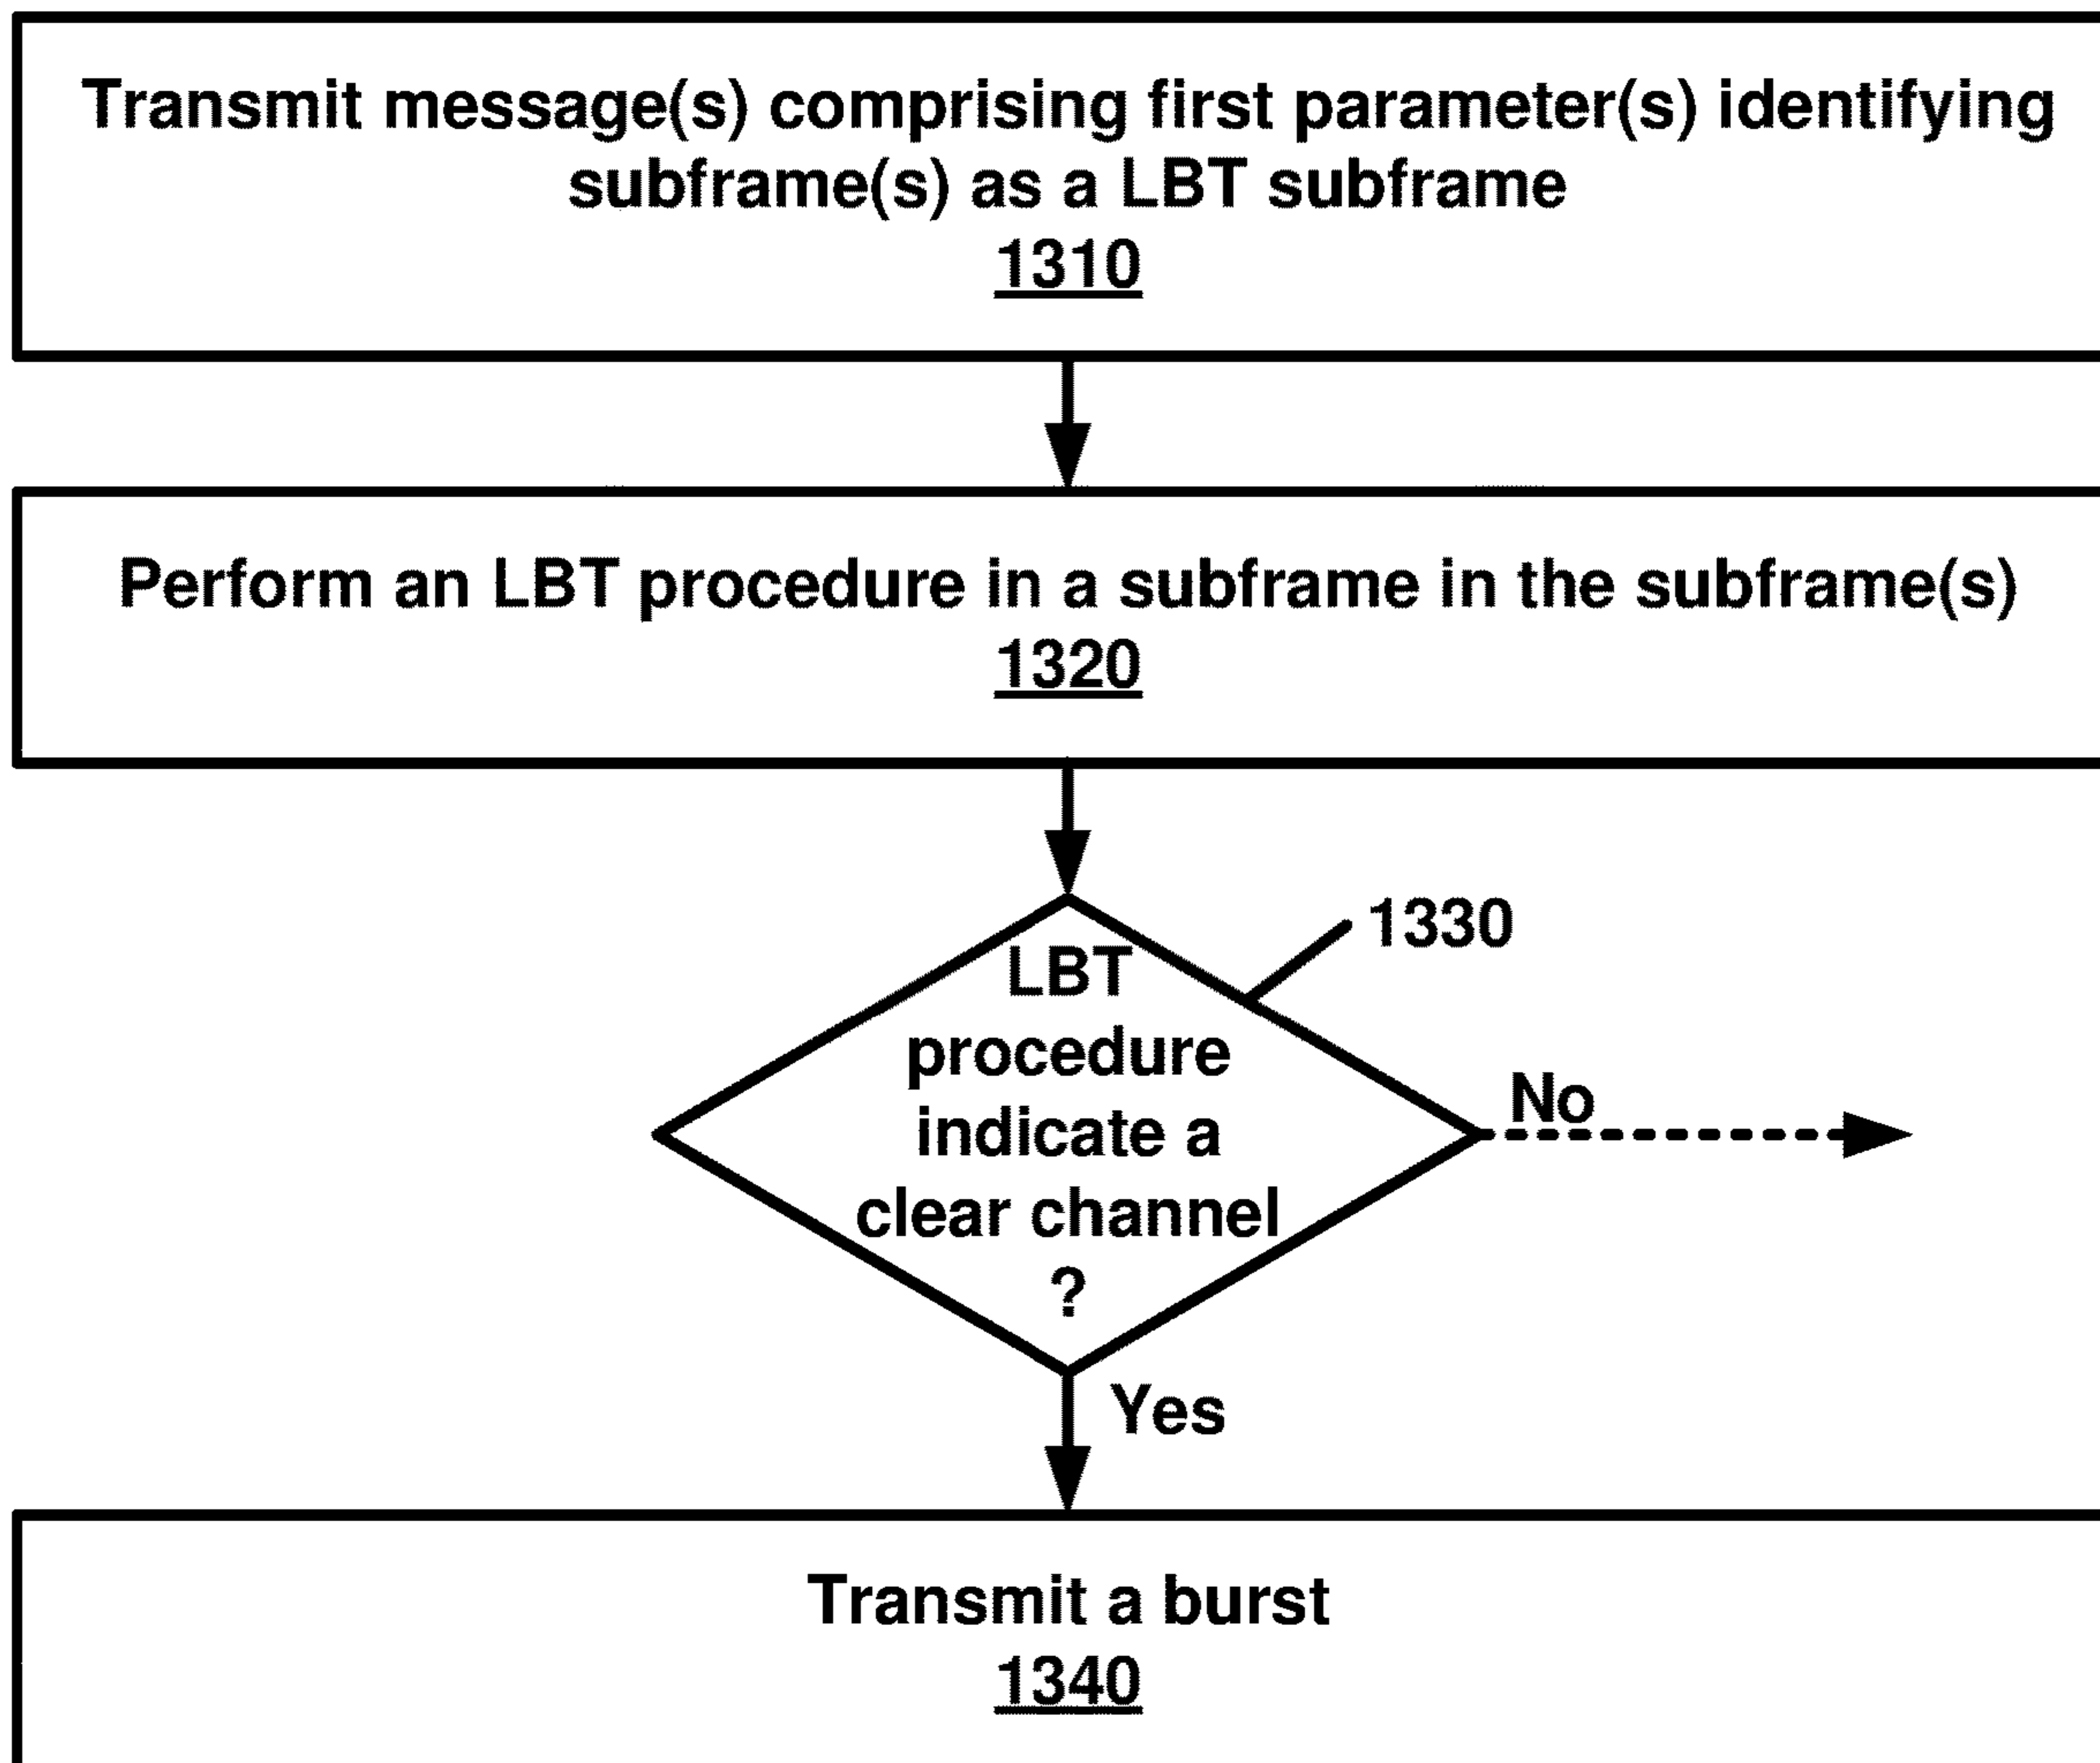 Transmit message(s) comprising first parameter(s) identifying
subframe(s) as a LBT subframe
1310
Perform an LBT procedure in a subframe in the subframe(s)
1320
1330
LBT
procedure
indicate a
clear channel
?
No
Yes
Transmit a burst
1340